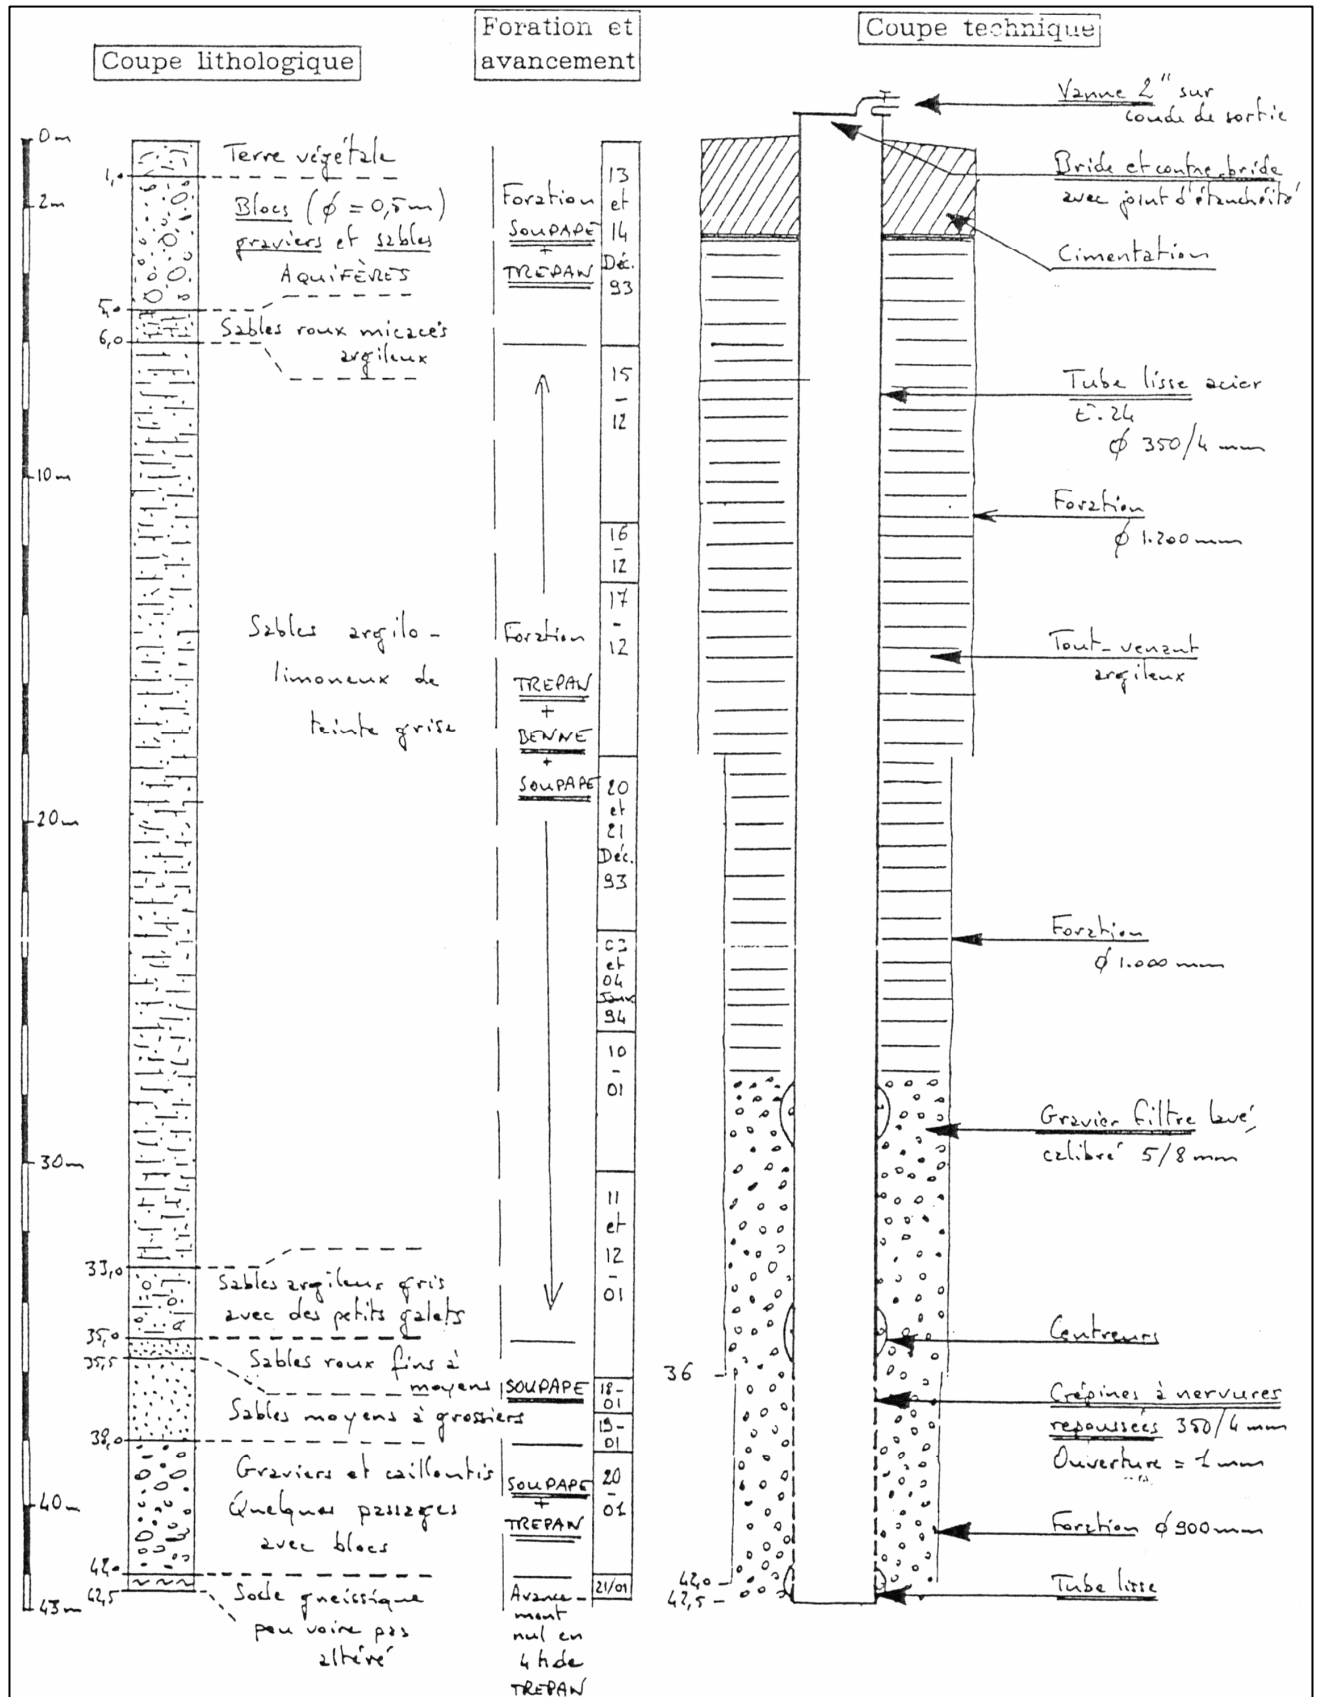 Coupe lithologique
Foration et
avancement
Coupe technique
0m
2m
10m
20m
30m
40m
43m
1,0
5,0
6,0
33,0
35,0
35,5
38,0
42,0
42,5
Terre végétale
Blocs (ϕ = 0,5m)
graviers et sables
AQUIFÈRES
Sables roux micacés
argileux
Sables argilo-
limoneux de
teinte grise
Sables argileux gris
avec des petits galets
Sables roux fins à
moyens
Sables moyens à grossiers
Graviers et cailloutis
Quelques passages
avec blocs
Socle gneissique
peu voire pas
altéré
Foration
SOUPAPE
+
TREPAN
Foration
TREPAN
+
BENNE
+
SOUPAPE
SOUPAPE
SOUPAPE
+
TREPAN
Avance-
ment
nul en
4 h de
TREPAN
13
et
14
Déc.
93
15
-
12
16
-
12
17
-
12
20
et
21
Déc.
93
03
et
04
Janv
94
10
-
01
11
et
12
-
01
18-
01
19-
01
20
-
01
21/01
Vanne 2" sur
coude de sortie
Bride et contre-bride
avec joint d'étanchéité
Cimentation
Tube lisse acier
E.24
ϕ 350/4 mm
Foration
ϕ 1.200 mm
Tout-venant
argileux
Foration
ϕ 1.000 mm
Gravier filtre lavé,
calibré 5/8 mm
Centreurs
36
Crépines à nervures
repoussées 350/4 mm
Ouverture = 1 mm
Foration ϕ 900 mm
42,0
42,5
Tube lisse